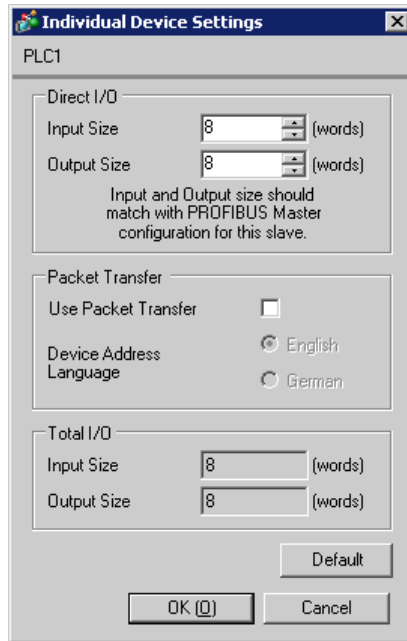 Individual Device Settings
PLC1
Direct I/O
Input Size 8 (words)
Output Size 8 (words)
Input and Output size should
match with PROFIBUS Master
configuration for this slave.
Packet Transfer
Use Packet Transfer
Device Address
Language
English
German
Total I/O
Input Size 8 (words)
Output Size 8 (words)
Default
OK (O) Cancel